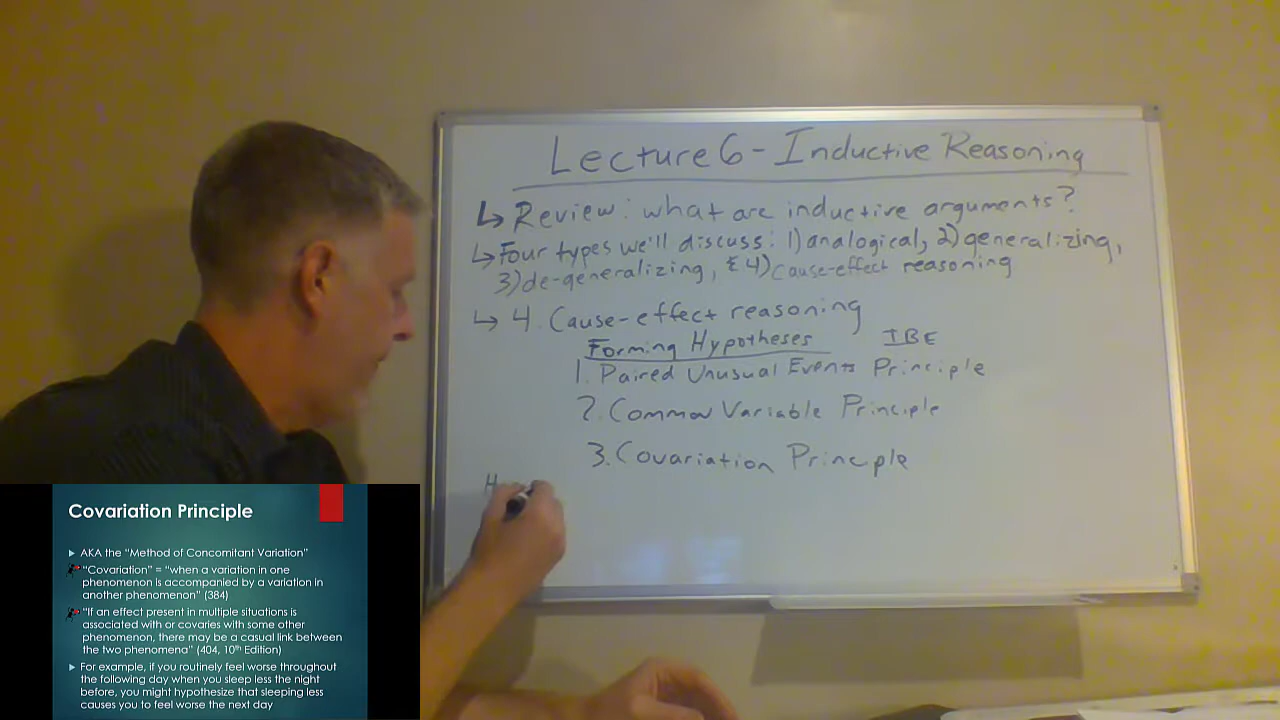 Lecture 6 - Inductive Reasoning
↳ Review: what are inductive arguments?
↳ Four types we'll discuss: 1) analogical, 2) generalizing,
3) de-generalizing, & 4) cause-effect reasoning
↳ 4. Cause-effect reasoning
Forming Hypotheses IBE
1. Paired Unusual Events Principle
2. Common Variable Principle
3. Covariation Principle
H
Covariation Principle
AKA the "Method of Concomitant Variation"
"Covariation" = "when a variation in one
phenomenon is accompanied by a variation in
another phenomenon" (384)
"If an effect present in multiple situations is
associated with or covaries with some other
phenomenon, there may be a casual link between
the two phenomena" (404, 10th Edition)
For example, if you routinely feel worse throughout
the following day when you sleep less the night
before, you might hypothesize that sleeping less
causes you to feel worse the next day